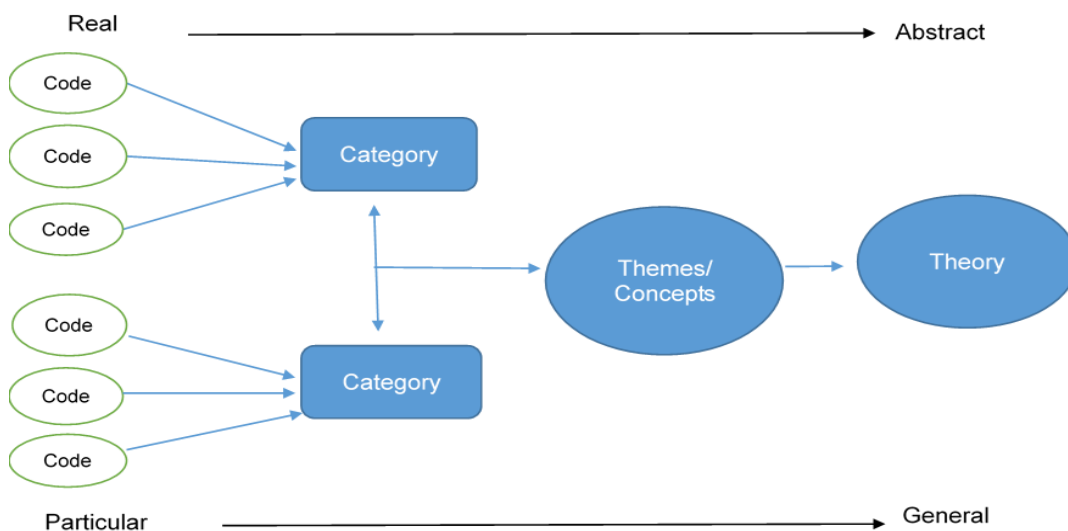 Real
Abstract
Code
Code
Category
Code
Themes/
Concepts
Theory
Code
Code
Category
Code
Particular
General